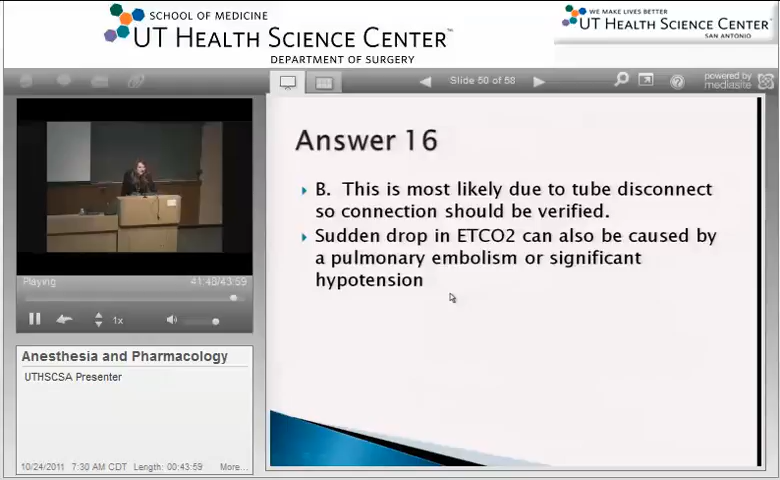 SCHOOL OF MEDICINE
UT HEALTH SCIENCE CENTER™
DEPARTMENT OF SURGERY
WE MAKE LIVES BETTER
UT HEALTH SCIENCE CENTER
SAN ANTONIO
Slide 50 of 58
powered by
mediasite
Answer 16
B. This is most likely due to tube disconnect
so connection should be verified.
Sudden drop in ETCO2 can also be caused by
a pulmonary embolism or significant
hypotension
Playing
41:48/43:59
1x
Anesthesia and Pharmacology
UTHSCSA Presenter
10/24/2011 7:30 AM CDT Length: 00:43:59 More...